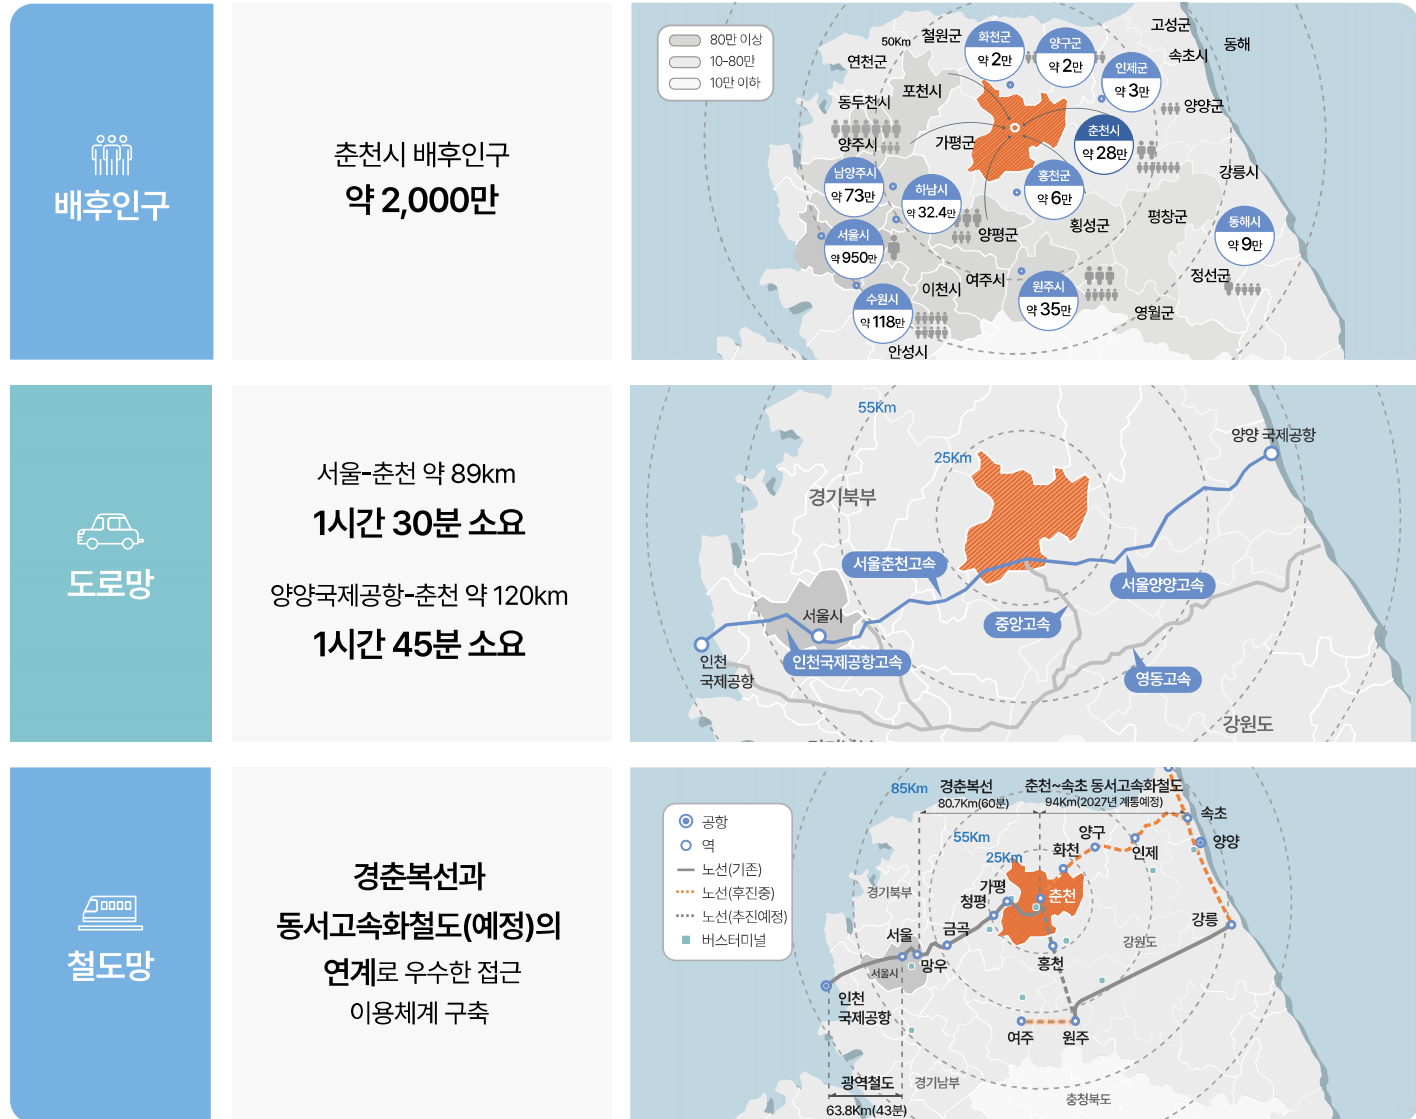 배후인구
춘천시 배후인구
약 2,000만
80만 이상
10-80만
10만 이하
50Km
철원군
화천군
약 2만
양구군
약 2만
고성군
동해
속초시
연천군
인제군
약 3만
포천시
동두천시
양양군
양주시
가평군
춘천시
약 28만
강릉시
남양주시
약 73만
하남시
약 32.4만
홍천군
약 6만
평창군
횡성군
양평군
동해시
약 9만
서울시
약 950만
정선군
여주시
이천시
원주시
약 35만
영월군
수원시
약 118만
안성시
도로망
서울-춘천 약 89km
1시간 30분 소요
양양국제공항-춘천 약 120km
1시간 45분 소요
55Km
25Km
양양 국제공항
경기북부
서울춘천고속
서울양양고속
서울시
중앙고속
인천
국제공항
인천국제공항고속
영동고속
강원도
철도망
경춘복선과
동서고속화철도(예정)의
연계로 우수한 접근
이용체계 구축
공항
역
노선(기존)
노선(후진중)
노선(추진예정)
버스터미널
85Km
경춘복선
80.7Km(60분)
춘천~속초 동서고속화철도
94Km(2027년 계통예정)
속초
양양
55Km
양구
인제
화천
25Km
경기북부
가평
청평
춘천
금곡
강릉
서울
망우
강원도
홍천
서울시
인천
국제공항
여주
원주
광역철도
63.8Km(43분)
경기남부
충청북도